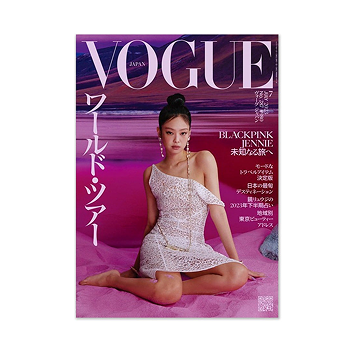 VOGUE
JAPAN
7
ワールド・ツアー
BLACKPINK
JENNIE
未知なる旅へ
モードな
トラベルアイテム
決定版
日本の最旬
デスティネーション
鏡リュウジの
2023年下半期占い
地域別
東京ビューティー
アドレス